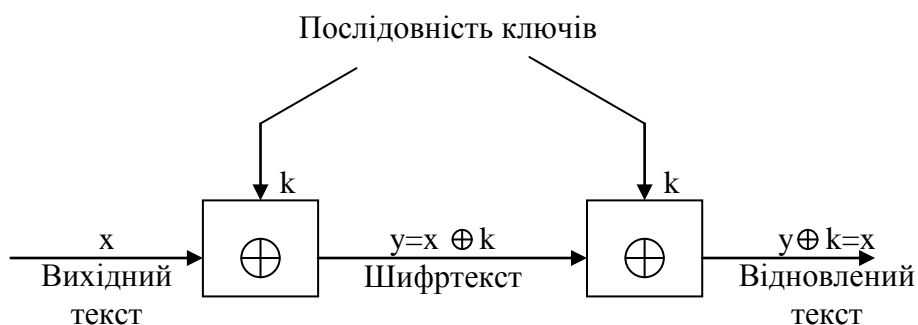 Послідовність ключів
k
k
x
y=x ⊕ k
y⊕ k=x
Вихідний
текст
Шифртекст
Відновлений
текст